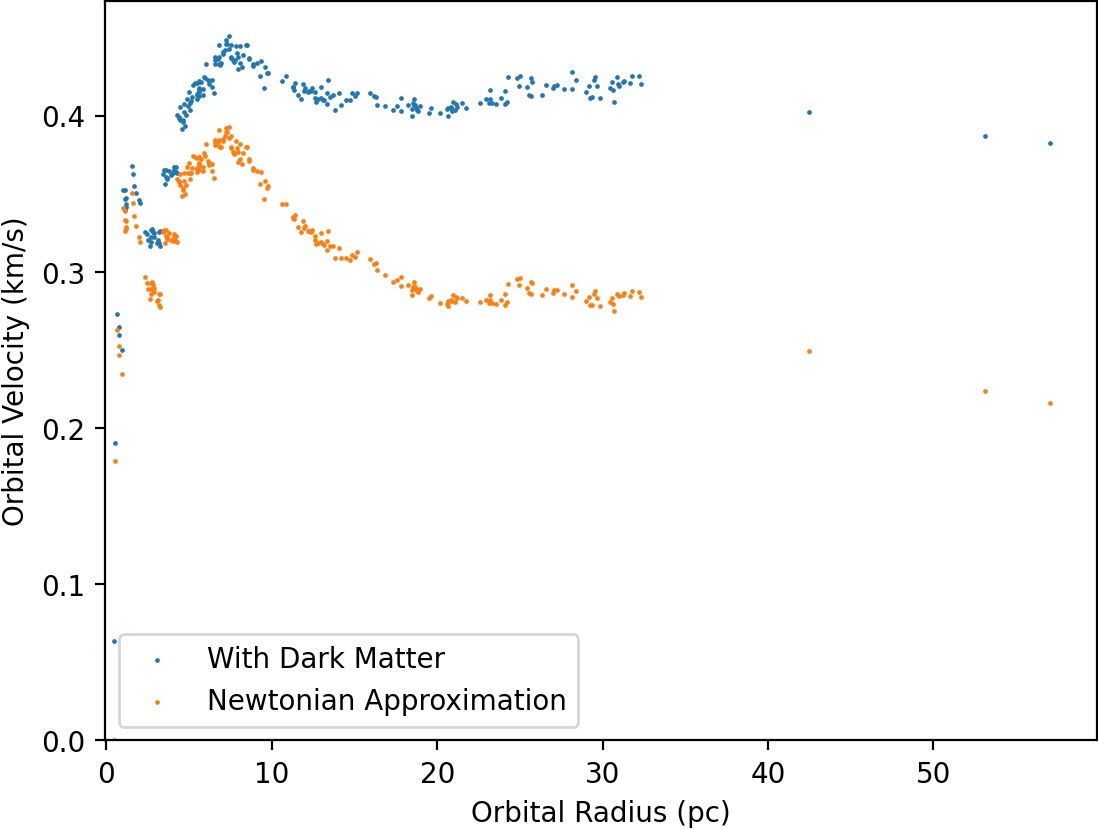 Orbital Velocity (km/s)
0.4
0.3
0.2
0.1
0.0
With Dark Matter
Newtonian Approximation
0 10 20 30 40 50
Orbital Radius (pc)